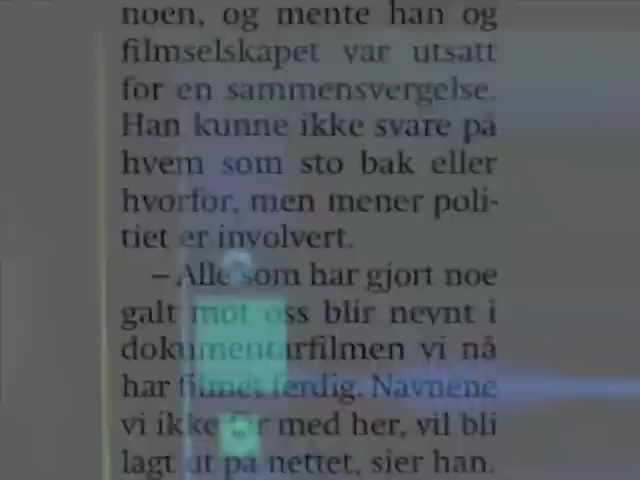 noen, og mente han og
filmselskapet var utsatt
for en sammensvergelse.
Han kunne ikke svare på
hvem som sto bak eller
hvorfor, men mener poli-
tiet er involvert.
– Alle som har gjort noe
galt mot oss blir nevnt i
dokumentarfilmen vi nå
har filmet ferdig. Navnene
vi ikke får med her, vil bli
lagt ut på nettet, sier han.